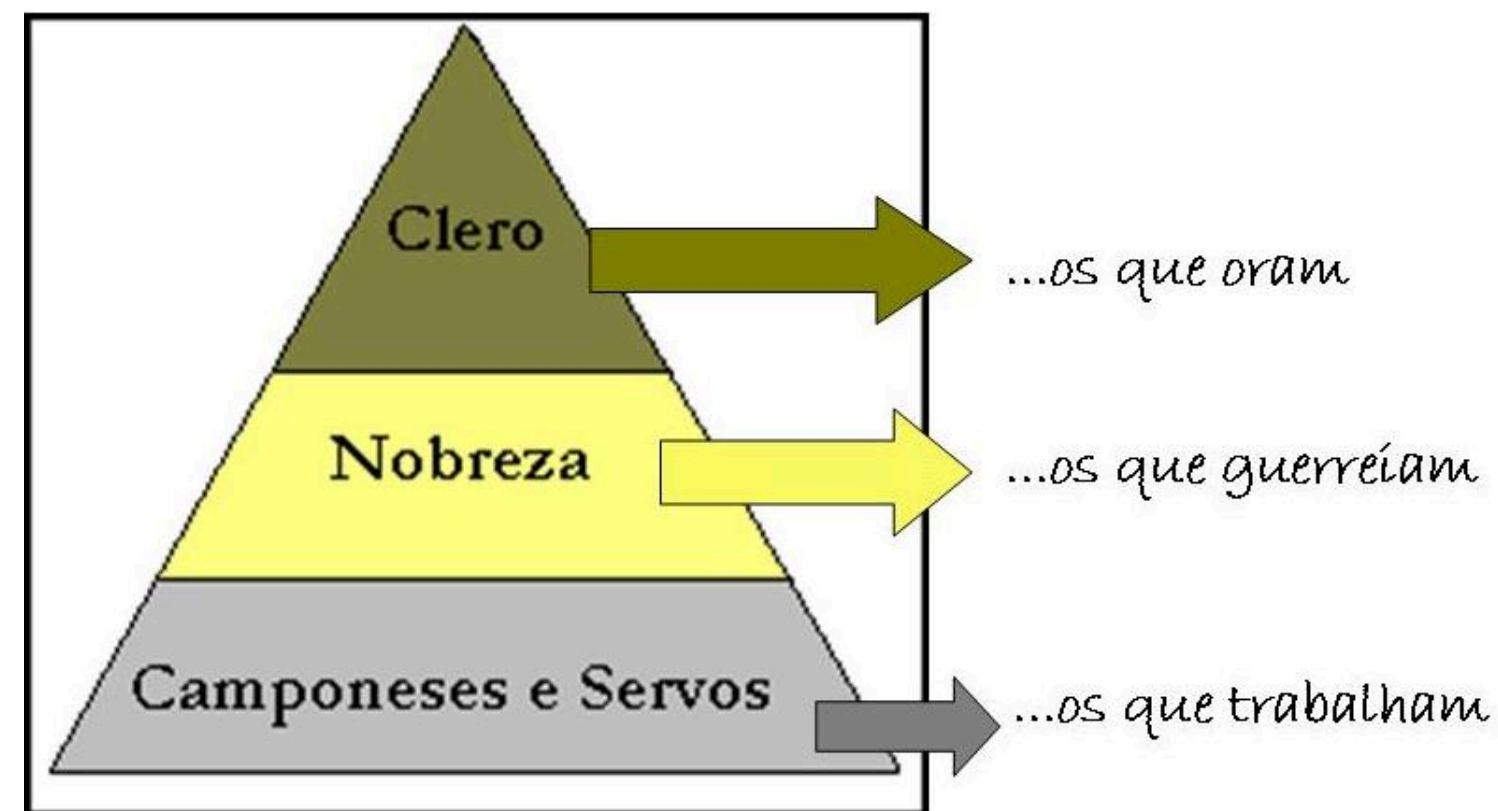 Clero
...os que oram
Nobreza
...os que guerreiam
Camponeses e Servos
...os que trabalham